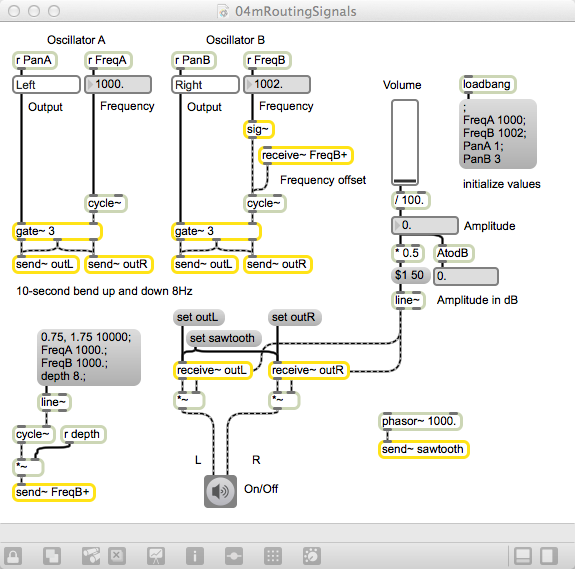 04mRoutingSignals
Oscillator A
Oscillator B
r PanA
r FreqA
r PanB
r FreqB
Left
1000.
Right
1002.
Output
Frequency
Output
Frequency
sig~
receive~ FreqB+
Frequency offset
cycle~
cycle~
gate~ 3
gate~ 3
send~ outL
send~ outR
send~ outL
send~ outR
Volume
loadbang
;
FreqA 1000;
FreqB 1002;
PanA 1;
PanB 3
initialize values
/ 100.
0.
Amplitude
* 0.5
AtodB
$1 50
0.
line~
Amplitude in dB
10-second bend up and down 8Hz
0.75, 1.75 10000;
FreqA 1000.;
FreqB 1000.;
depth 8.;
line~
cycle~
r depth
*~
send~ FreqB+
set outL
set outR
set sawtooth
receive~ outL
receive~ outR
*~
*~
L
R
On/Off
phasor~ 1000.
send~ sawtooth